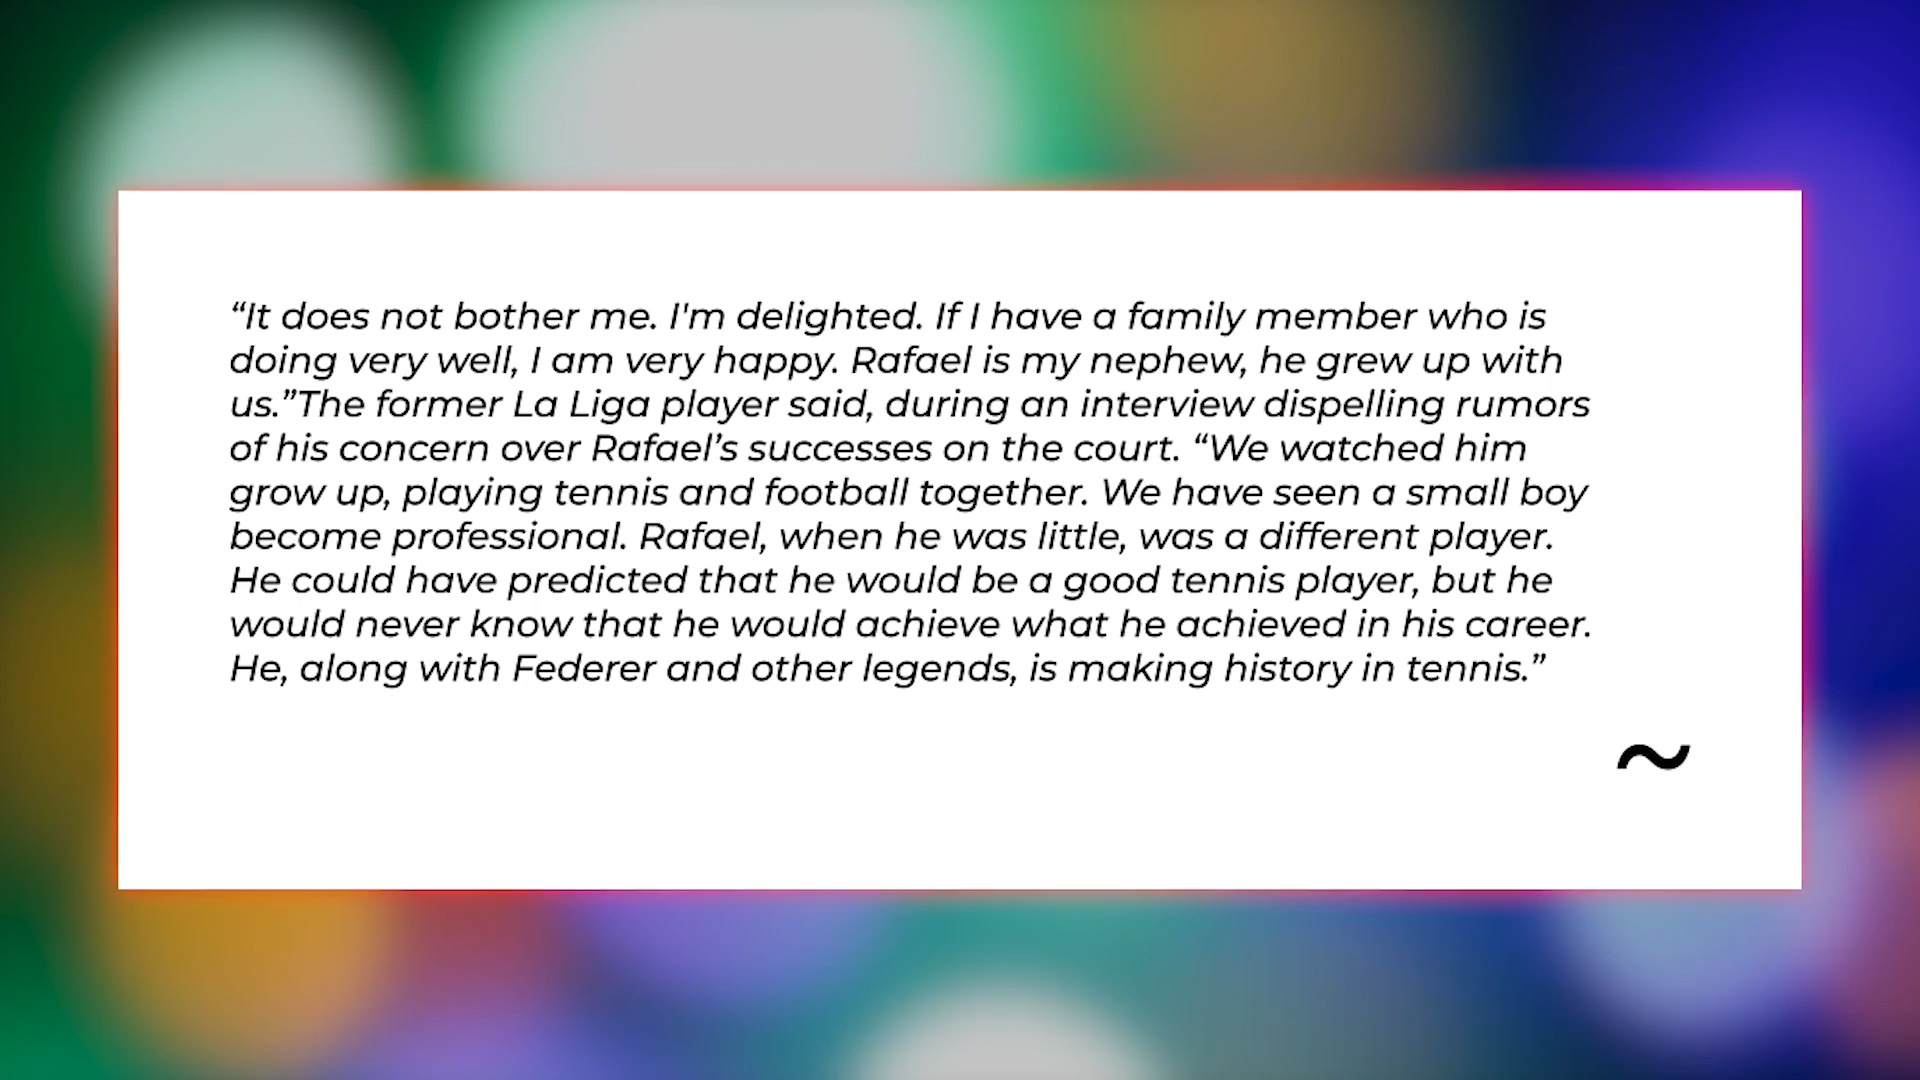 “It does not bother me. I'm delighted. If I have a family member who is
doing very well, I am very happy. Rafael is my nephew, he grew up with
us.”The former La Liga player said, during an interview dispelling rumors
of his concern over Rafael’s successes on the court. “We watched him
grow up, playing tennis and football together. We have seen a small boy
become professional. Rafael, when he was little, was a different player.
He could have predicted that he would be a good tennis player, but he
would never know that he would achieve what he achieved in his career.
He, along with Federer and other legends, is making history in tennis.”
~